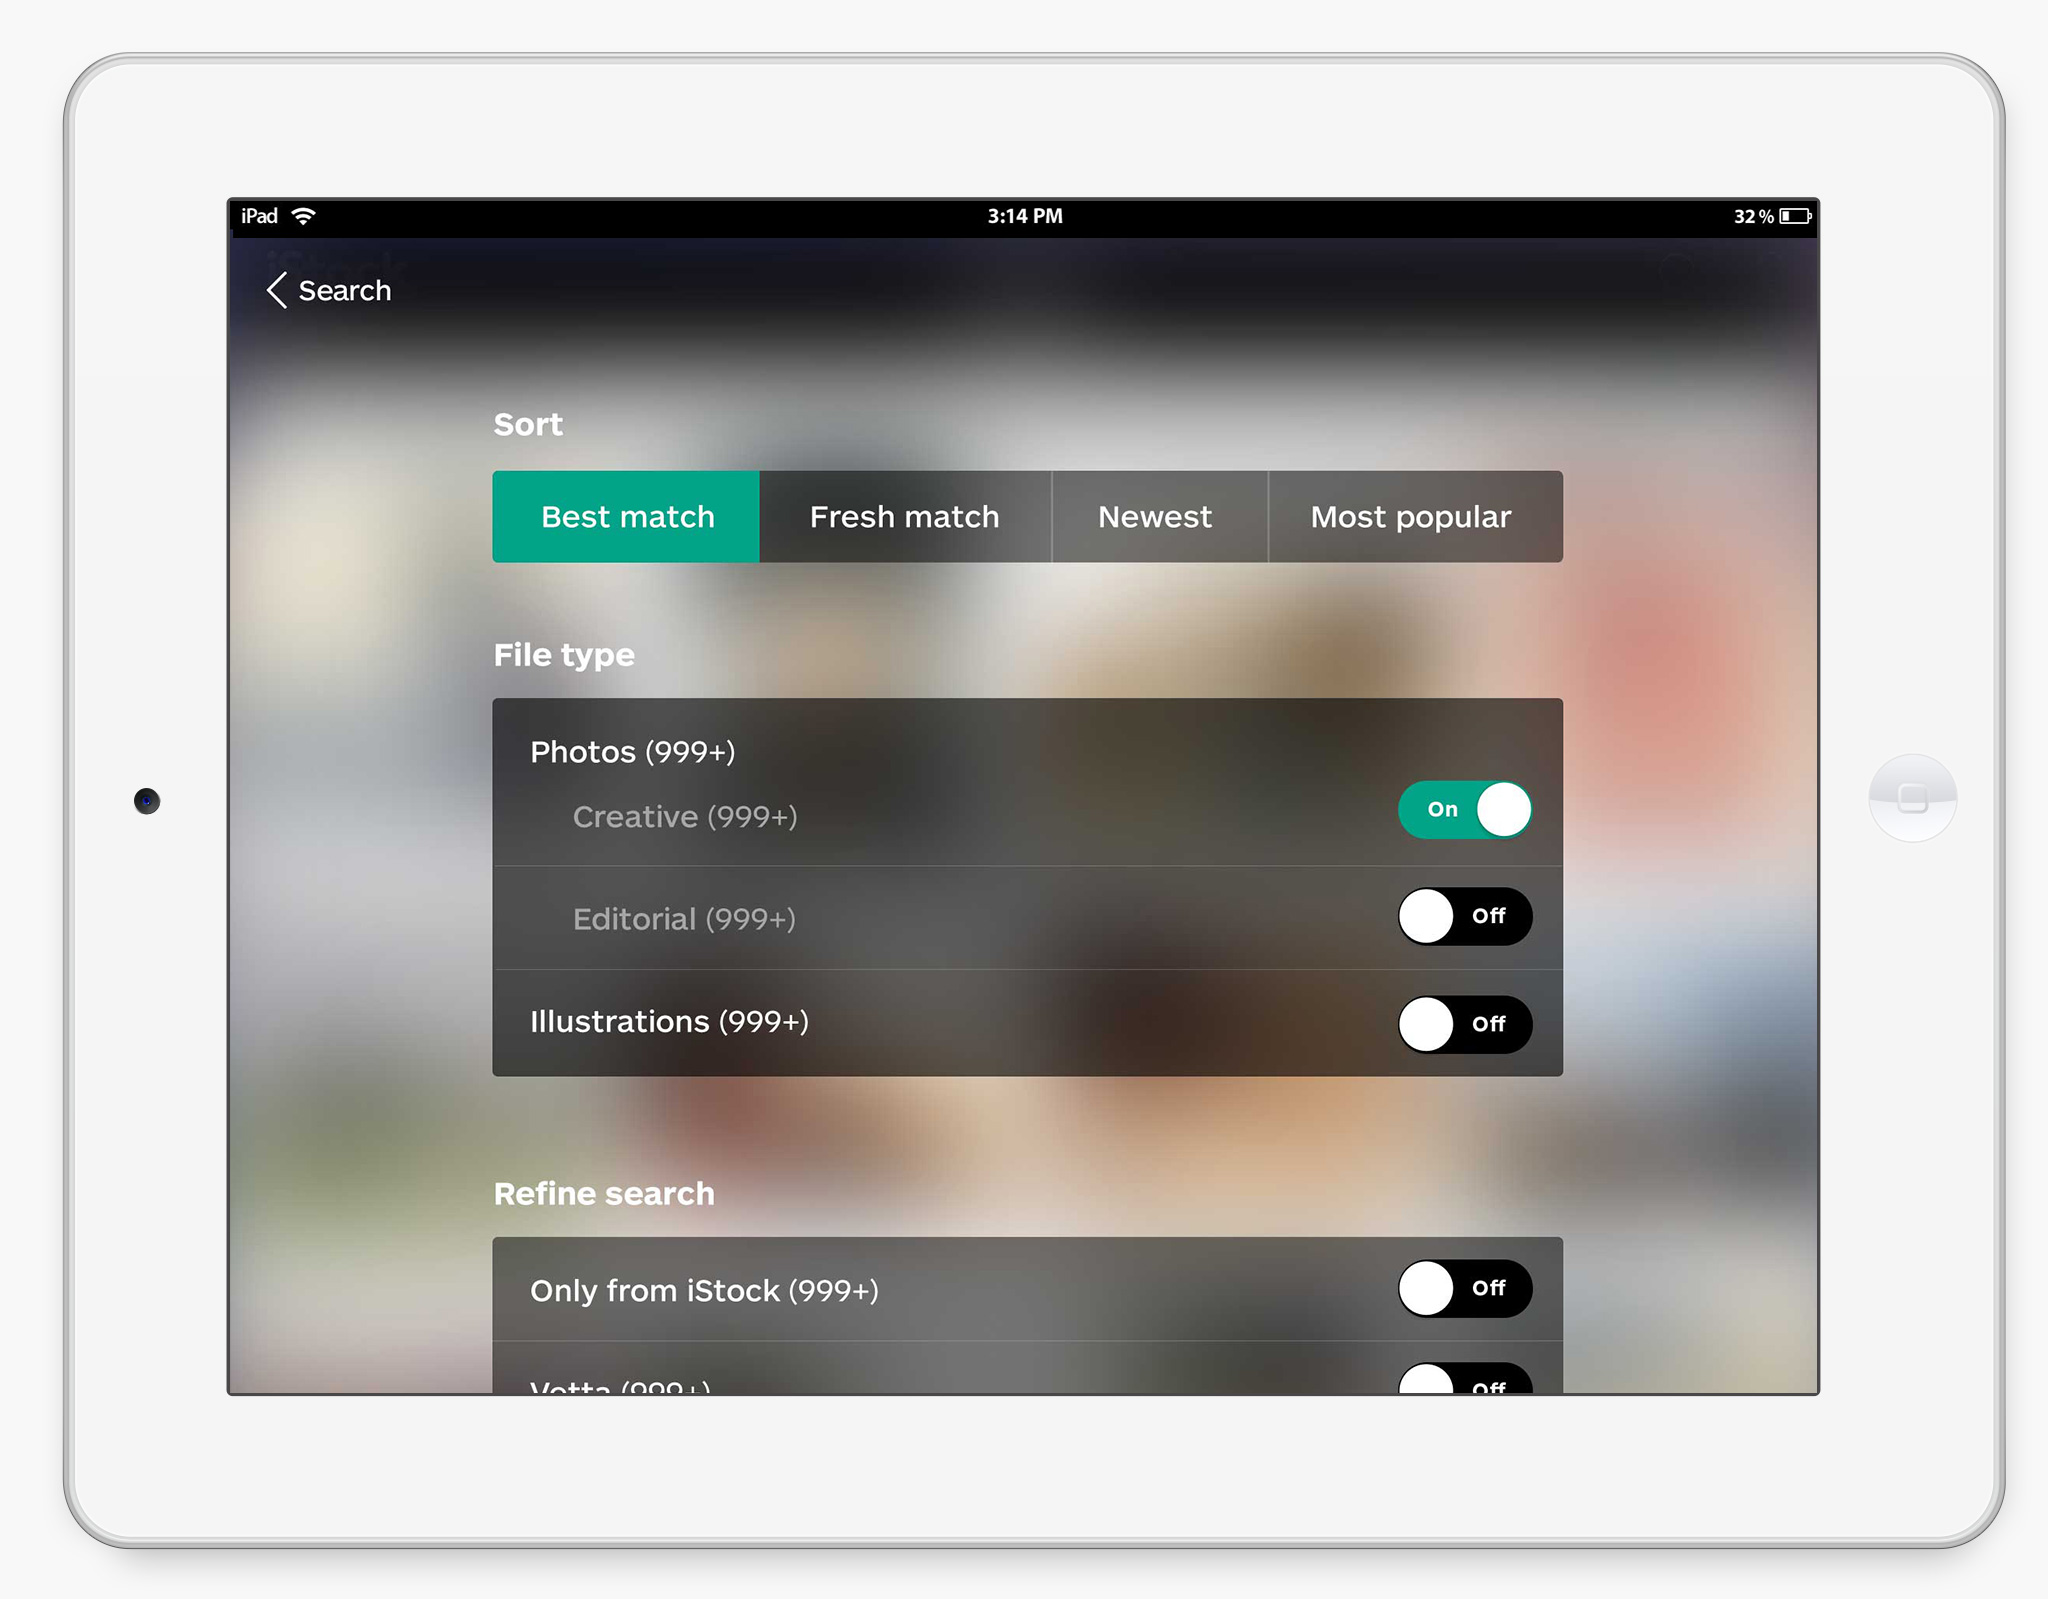 iPad 3:14 PM 32 %
Search
Sort
Best match Fresh match Newest Most popular
File type
Photos (999+)
Creative (999+) On
Editorial (999+) Off
Illustrations (999+) Off
Refine search
Only from iStock (999+) Off
Vetta (999+) Off